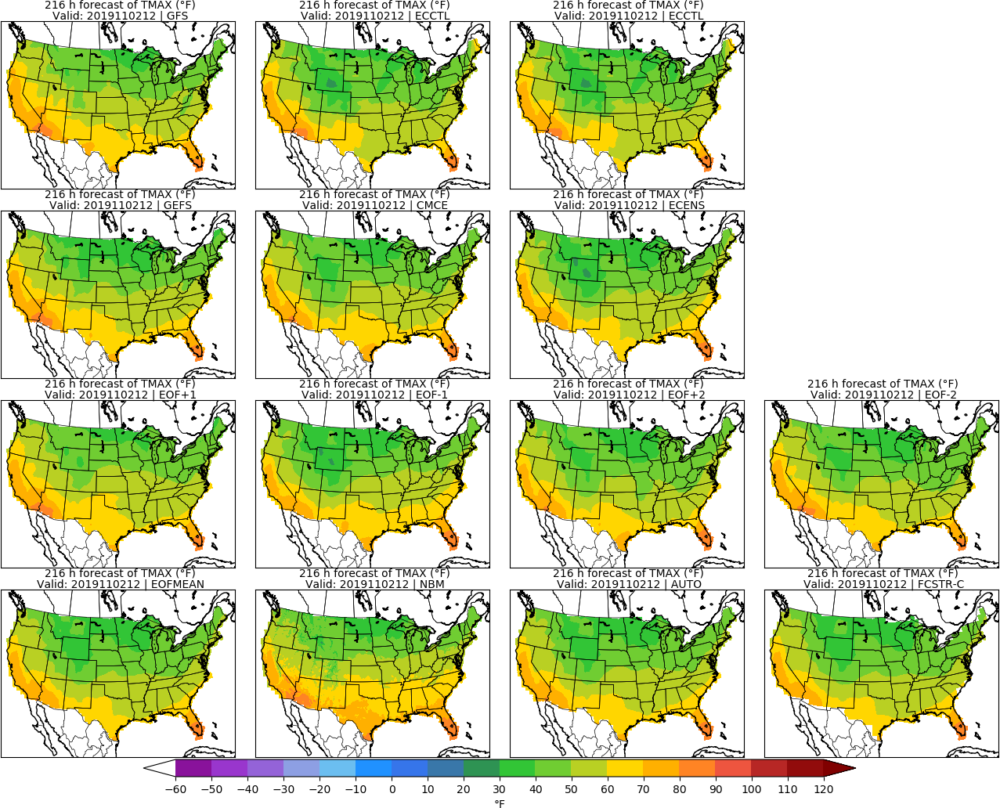 216 h forecast of TMAX (°F)
Valid: 2019110212 | GFS
216 h forecast of TMAX (°F)
Valid: 2019110212 | ECCTL
216 h forecast of TMAX (°F)
Valid: 2019110212 | ECCTL
216 h forecast of TMAX (°F)
Valid: 2019110212 | GEFS
216 h forecast of TMAX (°F)
Valid: 2019110212 | CMCE
216 h forecast of TMAX (°F)
Valid: 2019110212 | ECENS
216 h forecast of TMAX (°F)
Valid: 2019110212 | EOF+1
216 h forecast of TMAX (°F)
Valid: 2019110212 | EOF-1
216 h forecast of TMAX (°F)
Valid: 2019110212 | EOF+2
216 h forecast of TMAX (°F)
Valid: 2019110212 | EOF-2
216 h forecast of TMAX (°F)
Valid: 2019110212 | EOFMEAN
216 h forecast of TMAX (°F)
Valid: 2019110212 | NBM
216 h forecast of TMAX (°F)
Valid: 2019110212 | AUTO
216 h forecast of TMAX (°F)
Valid: 2019110212 | FCSTR-C
−60 −50 −40 −30 −20 −10 0 10 20 30 40 50 60 70 80 90 100 110 120
°F